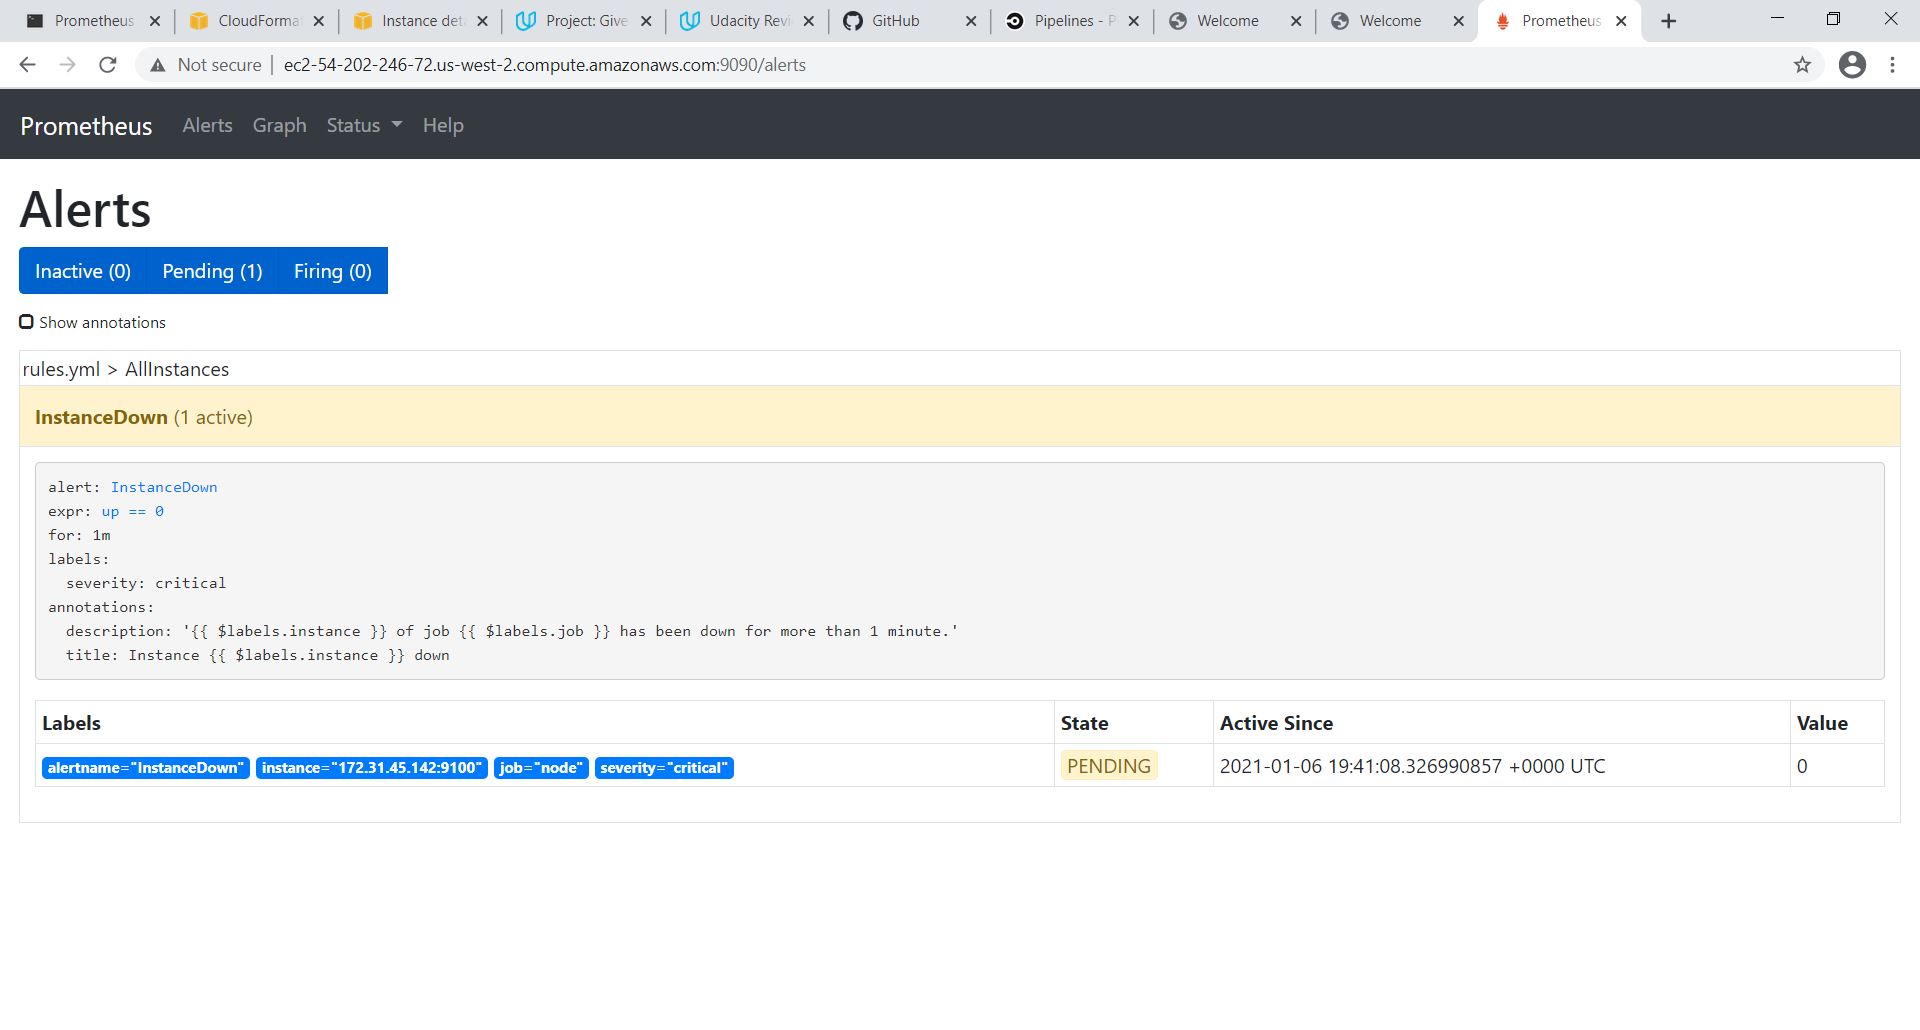 Prometheus CloudForma Instance det Project: Give Udacity Revi GitHub Pipelines - P Welcome Welcome Prometheus
Not secure ec2-54-202-246-72.us-west-2.compute.amazonaws.com:9090/alerts
Prometheus Alerts Graph Status Help
Alerts
Inactive (0) Pending (1) Firing (0)
Show annotations
rules.yml > AllInstances
InstanceDown (1 active)
alert: InstanceDown
expr: up == 0
for: 1m
labels:
severity: critical
annotations:
description: '{{ $labels.instance }} of job {{ $labels.job }} has been down for more than 1 minute.'
title: Instance {{ $labels.instance }} down
Labels State Active Since Value
alertname="InstanceDown" instance="172.31.45.142:9100" job="node" severity="critical" PENDING 2021-01-06 19:41:08.326990857 +0000 UTC 0